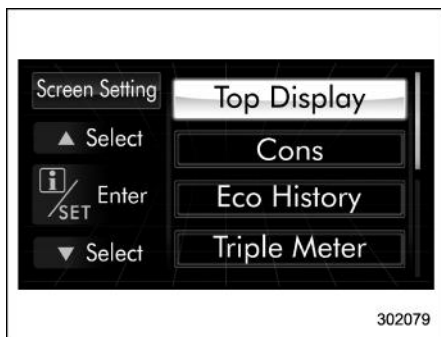 Screen Setting
▲ Select
i/SET Enter
▼ Select
Top Display
Cons
Eco History
Triple Meter
302079